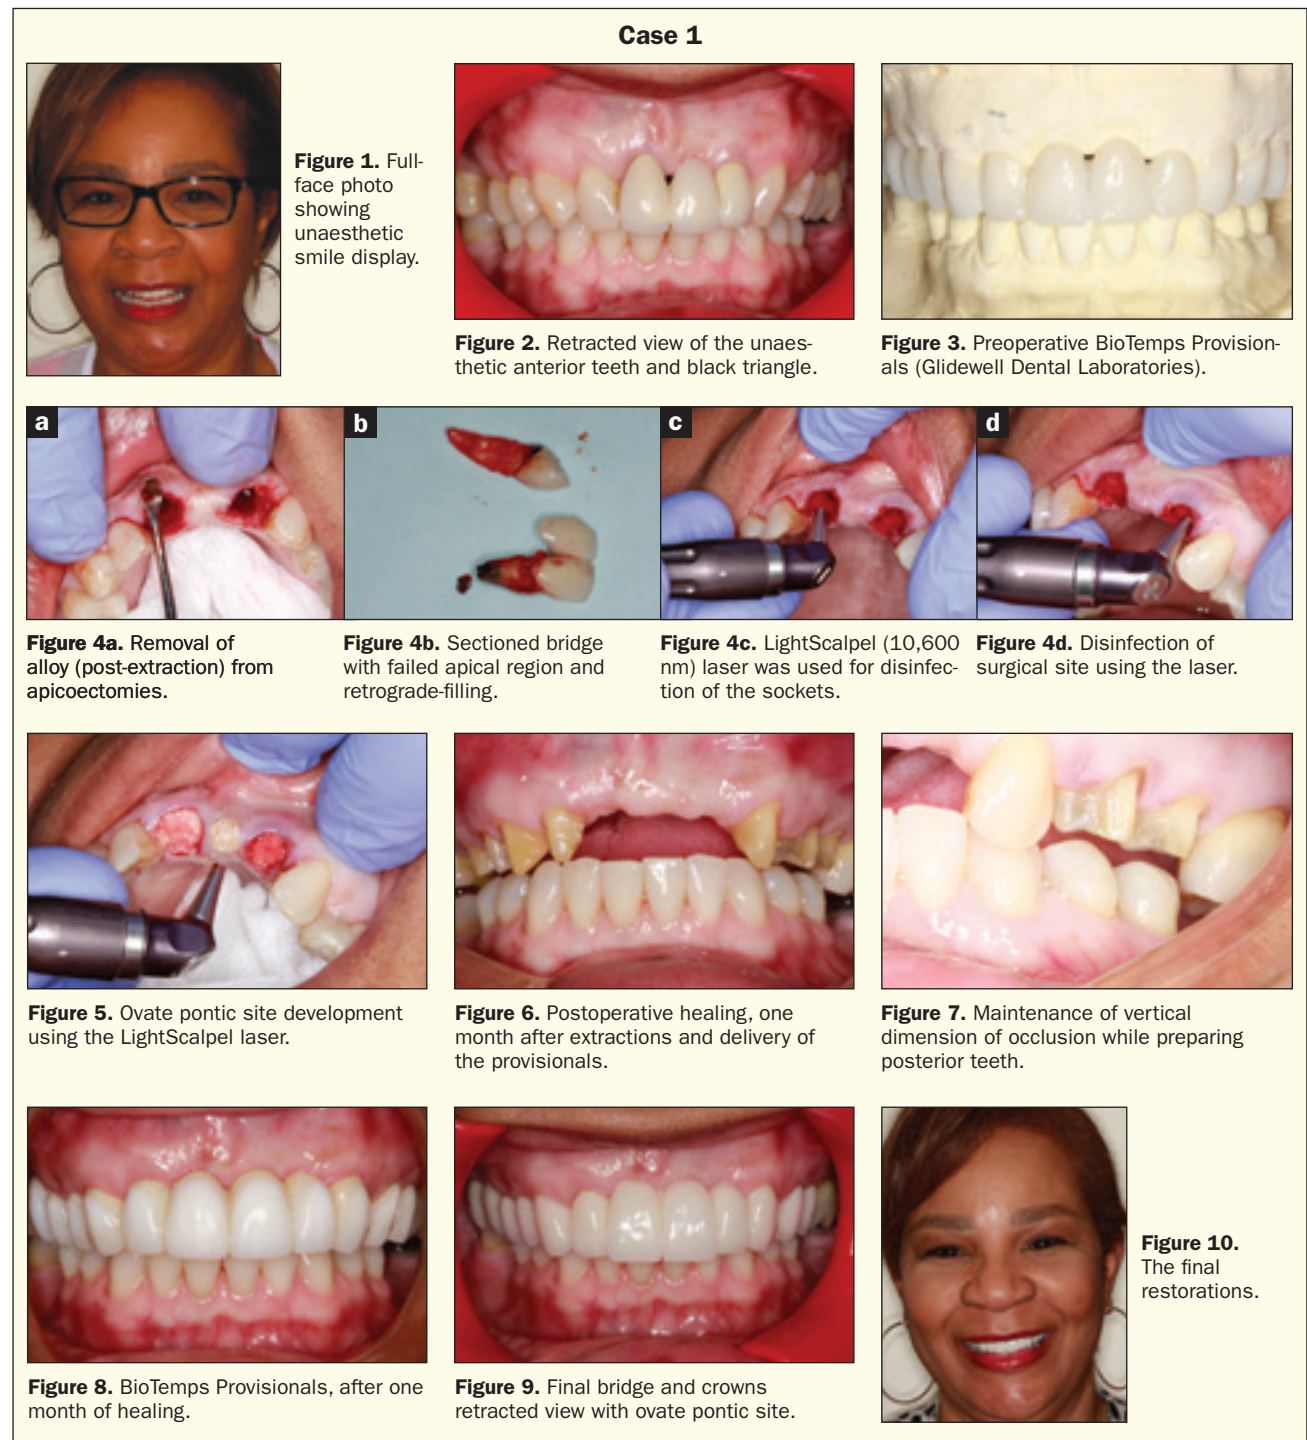 Case 1
Figure 1. Full-
face photo
showing
unaesthetic
smile display.
Figure 2. Retracted view of the unaes-
thetic anterior teeth and black triangle.
Figure 3. Preoperative BioTemps Provision-
als (Glidewell Dental Laboratories).
a
b
c
d
Figure 4a. Removal of
alloy (post-extraction) from
apicoectomies.
Figure 4b. Sectioned bridge
with failed apical region and
retrograde-filling.
Figure 4c. LightScalpel (10,600
nm) laser was used for disinfec-
tion of the sockets.
Figure 4d. Disinfection of
surgical site using the laser.
Figure 5. Ovate pontic site development
using the LightScalpel laser.
Figure 6. Postoperative healing, one
month after extractions and delivery of
the provisionals.
Figure 7. Maintenance of vertical
dimension of occlusion while preparing
posterior teeth.
Figure 8. BioTemps Provisionals, after one
month of healing.
Figure 9. Final bridge and crowns
retracted view with ovate pontic site.
Figure 10.
The final
restorations.